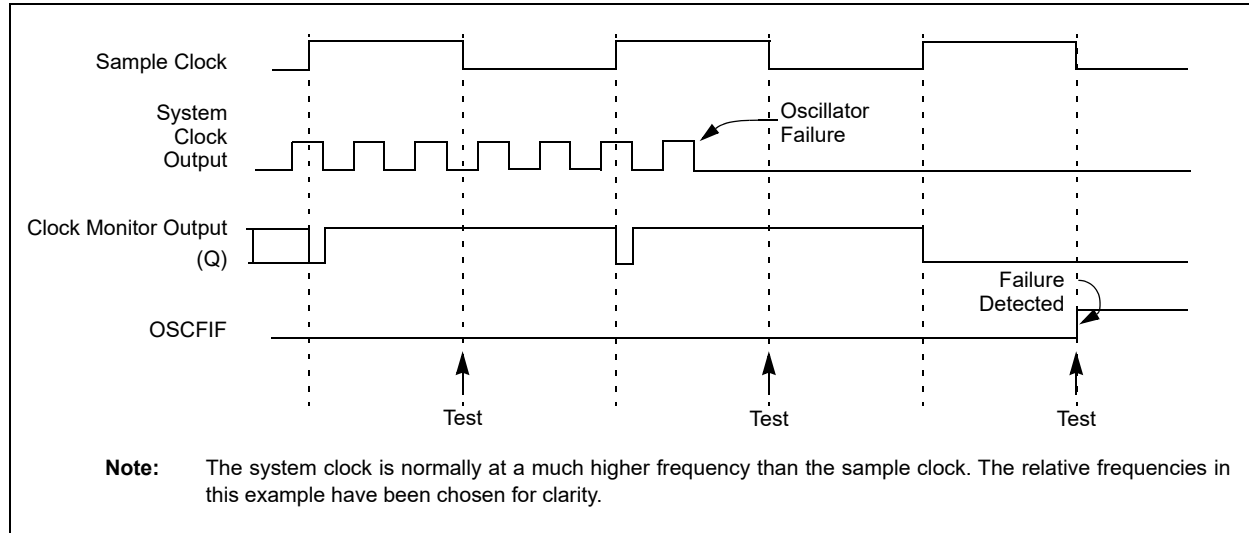 Sample Clock
System
Clock
Output
Oscillator
Failure
Clock Monitor Output
(Q)
Failure
Detected
OSCFIF
Test
Test
Test
Note: The system clock is normally at a much higher frequency than the sample clock. The relative frequencies in
this example have been chosen for clarity.